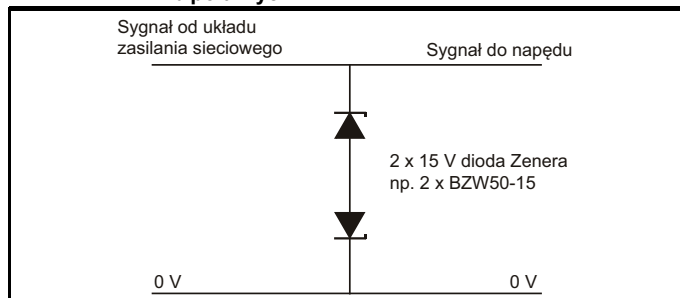 Sygnał od układu
zasilania sieciowego
Sygnał do napędu
2 x 15 V dioda Zenera
np. 2 x BZW50-15
0 V
0 V